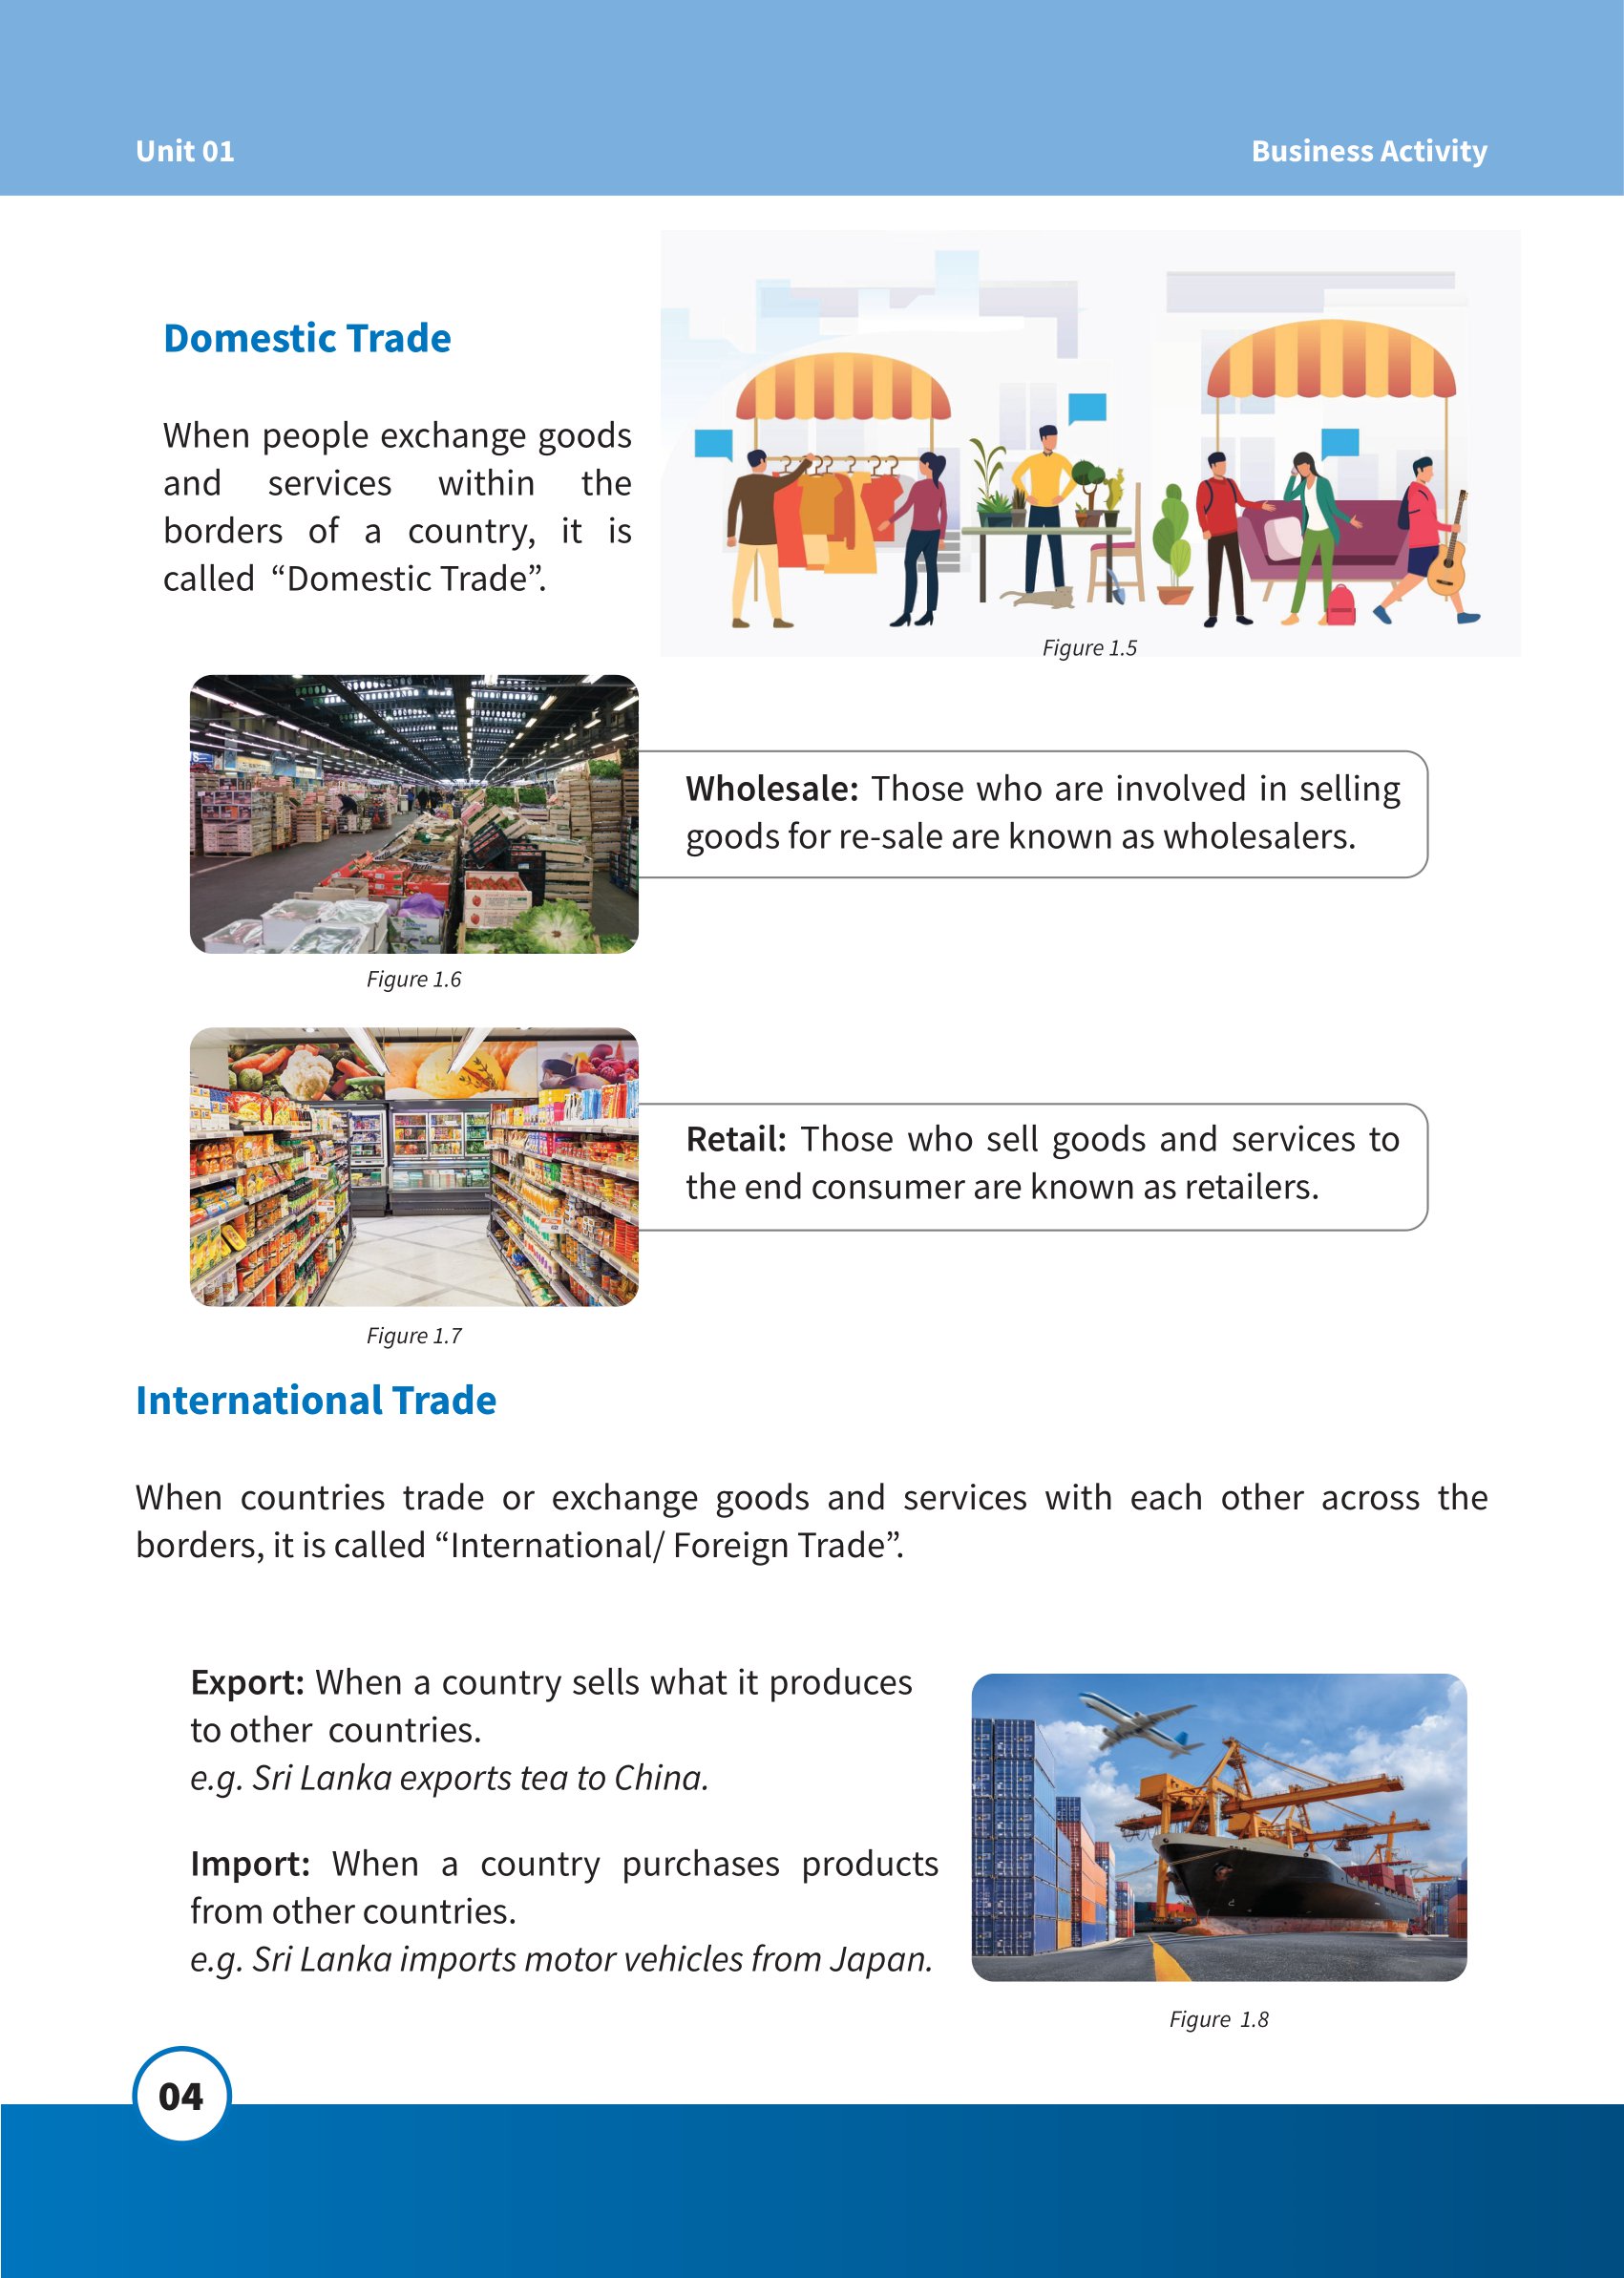 Unit 01
Business Activity
Domestic Trade
When people exchange goods
and services within the
borders of a country, it is
called “Domestic Trade”.
Figure 1.5
Wholesale: Those who are involved in selling
goods for re-sale are known as wholesalers.
Figure 1.6
Retail: Those who sell goods and services to
the end consumer are known as retailers.
Figure 1.7
International Trade
When countries trade or exchange goods and services with each other across the
borders, it is called “International/ Foreign Trade”.
Export: When a country sells what it produces
to other countries.
e.g. Sri Lanka exports tea to China.
Import: When a country purchases products
from other countries.
e.g. Sri Lanka imports motor vehicles from Japan.
Figure 1.8
04